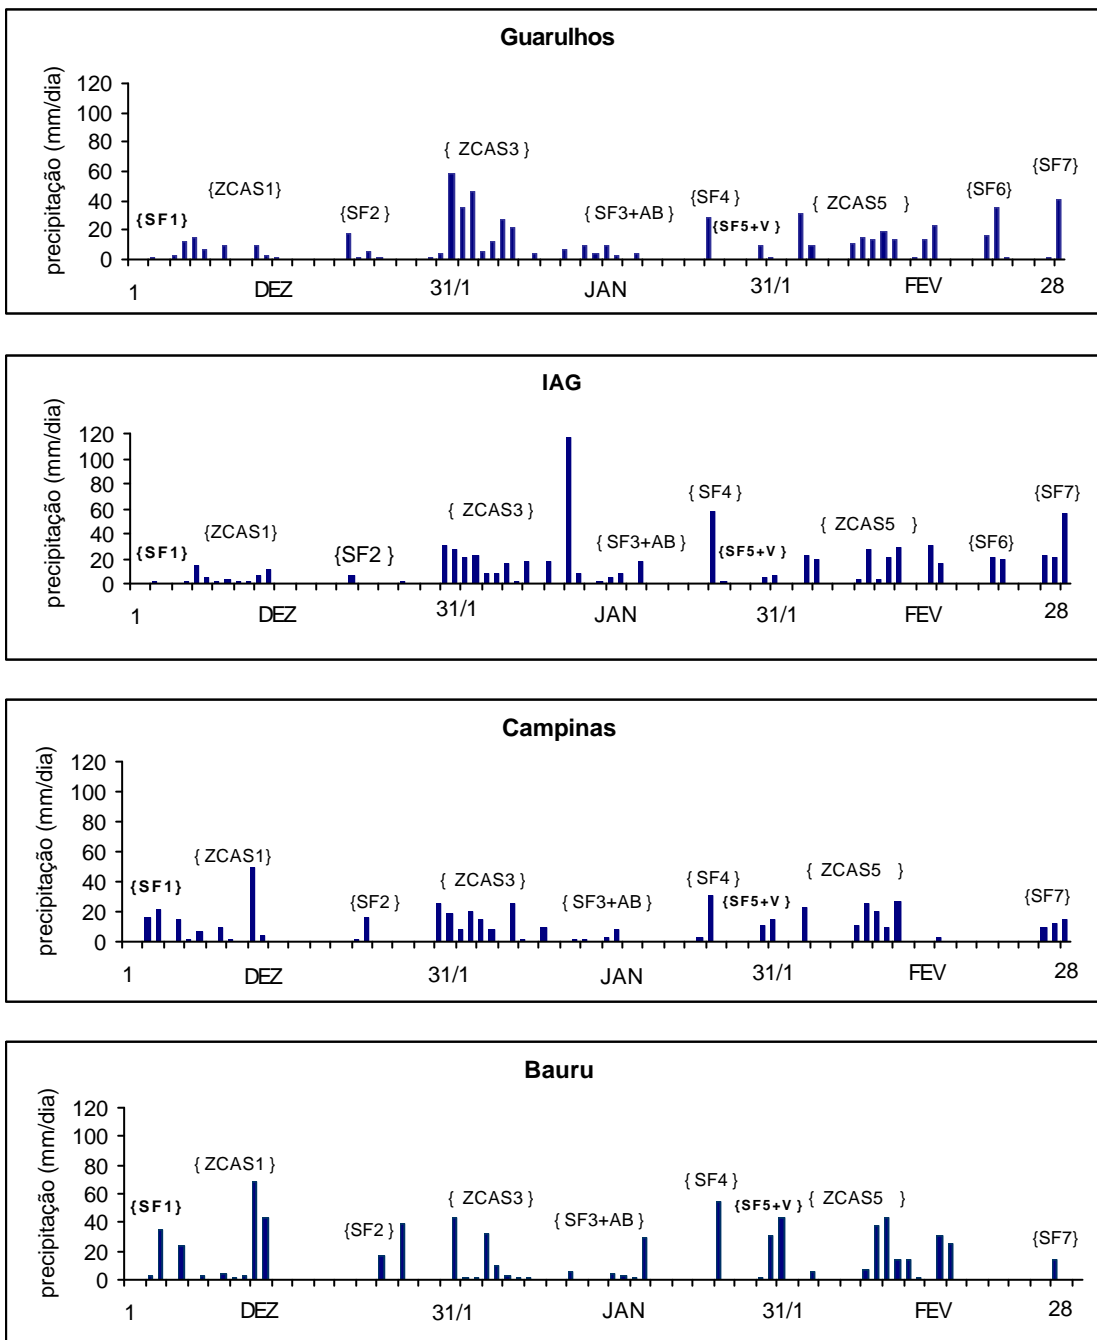 Guarulhos
precipitação (mm/dia)
120
100
80
60
40
20
0
{SF1}
{ZCAS1}
{SF2 }
{ ZCAS3 }
{ SF3+AB }
{SF4 }
{SF5+V }
{ ZCAS5 }
{SF6}
{SF7}
1 DEZ 31/1 JAN 31/1 FEV 28
IAG
precipitação (mm/dia)
120
100
80
60
40
20
0
{SF1}
{ZCAS1}
{SF2 }
{ ZCAS3 }
{ SF3+AB }
{ SF4 }
{SF5+V }
{ ZCAS5 }
{SF6}
{SF7}
1 DEZ 31/1 JAN 31/1 FEV 28
Campinas
precipitação (mm/dia)
120
100
80
60
40
20
0
{SF1}
{ ZCAS1}
{SF2 }
{ ZCAS3 }
{ SF3+AB }
{ SF4 }
{SF5+V }
{ ZCAS5 }
{SF7}
1 DEZ 31/1 JAN 31/1 FEV 28
Bauru
precipitação (mm/dia)
120
100
80
60
40
20
0
{SF1}
{ ZCAS1 }
{SF2 }
{ ZCAS3 }
{ SF3+AB }
{ SF4 }
{SF5+V }
{ ZCAS5 }
{SF7}
1 DEZ 31/1 JAN 31/1 FEV 28